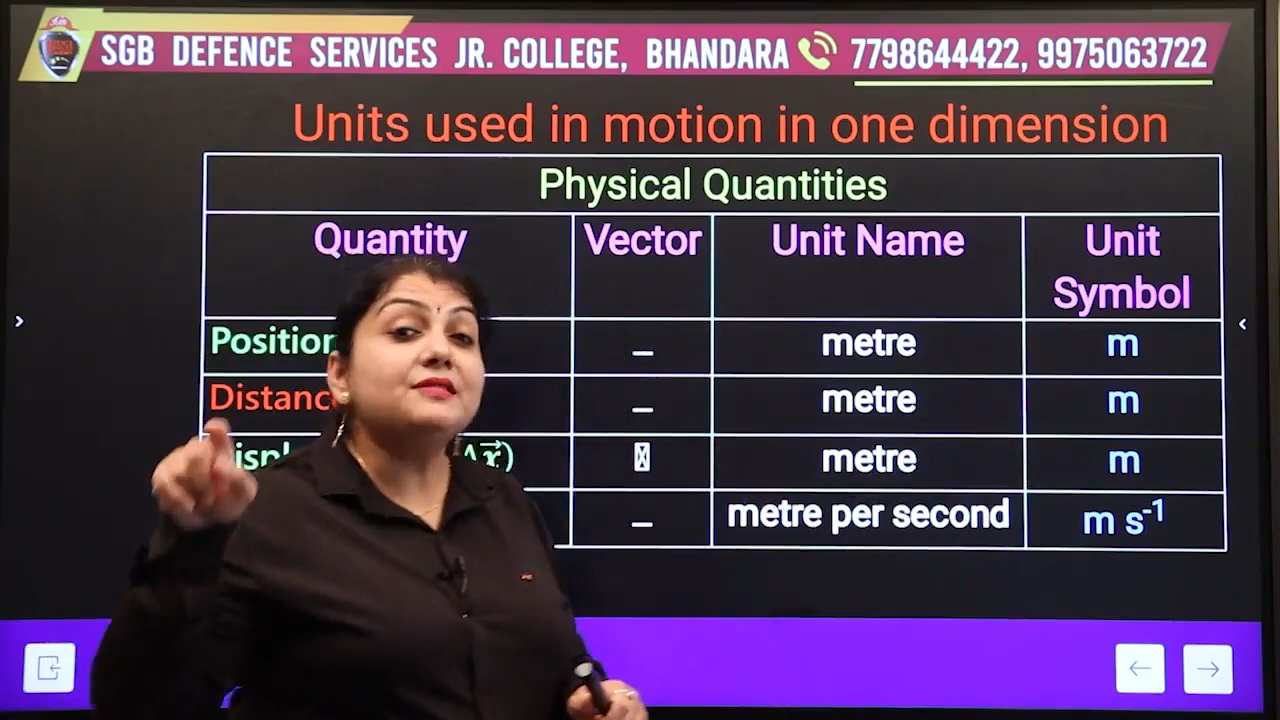 SGB DEFENCE SERVICES JR. COLLEGE, BHANDARA 7798644422, 9975063722
Units used in motion in one dimension
Physical Quantities
Quantity Vector Unit Name Unit Symbol
Position – metre m
– metre m
Δx⃗) metre m
– metre per second m s⁻¹